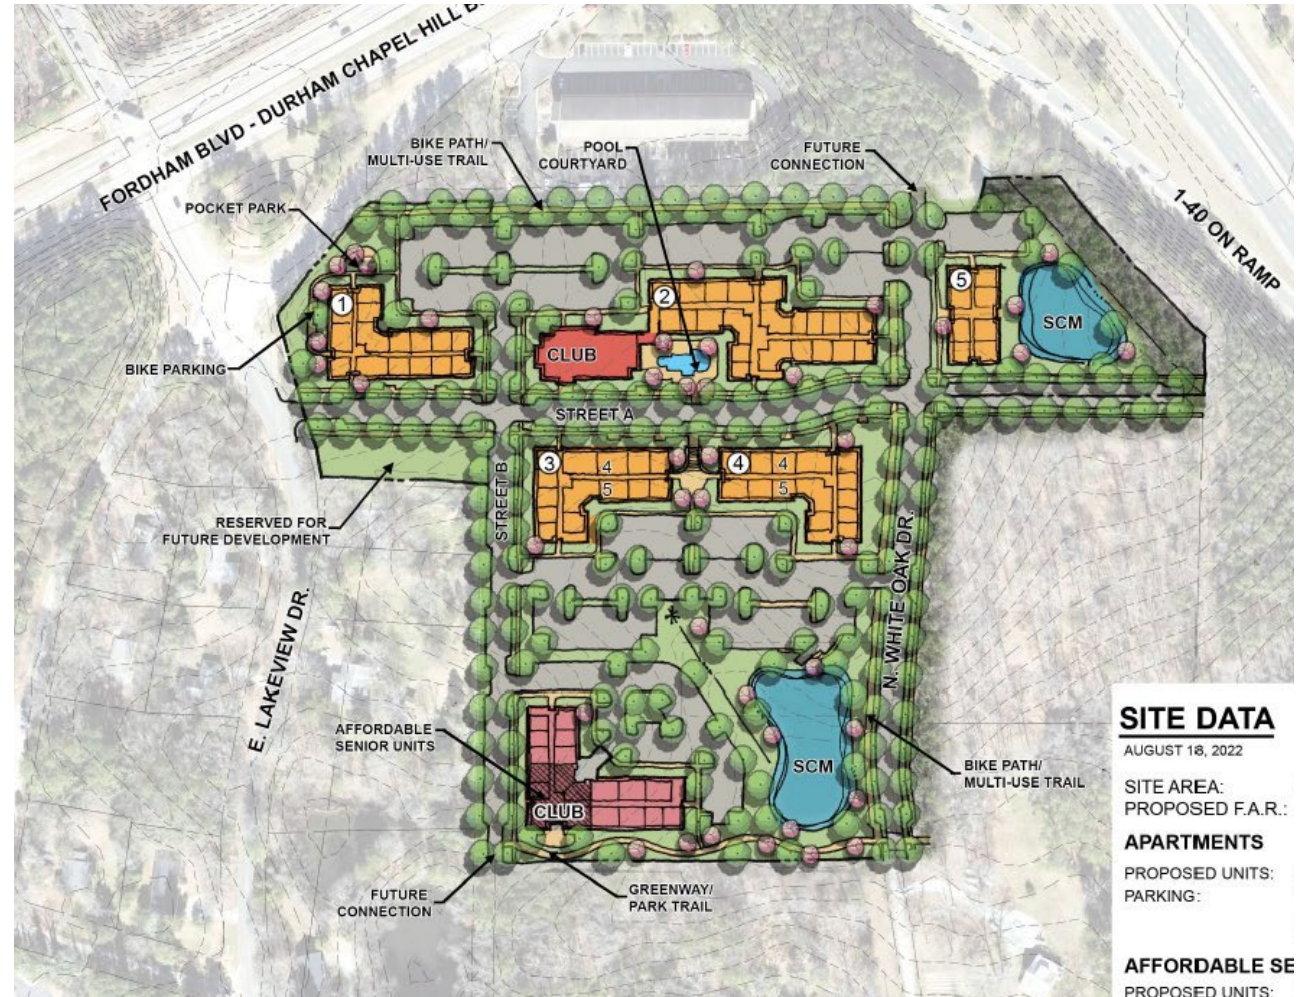 FORDHAM BLVD - DURHAM CHAPEL HILL
BIKE PATH/
MULTI-USE TRAIL
POOL
COURTYARD
FUTURE
CONNECTION
POCKET PARK
1-40 ON RAMP
1
2
5
SCM
BIKE PARKING
CLUB
STREET A
3
4
5
4
4
5
STREET B
RESERVED FOR
FUTURE DEVELOPMENT
N. WHITE OAK DR.
E. LAKEVIEW DR.
AFFORDABLE
SENIOR UNITS
SCM
BIKE PATH/
MULTI-USE TRAIL
CLUB
FUTURE
CONNECTION
GREENWAY/
PARK TRAIL
SITE DATA
AUGUST 18, 2022
SITE AREA:
PROPOSED F.A.R.:
APARTMENTS
PROPOSED UNITS:
PARKING:
AFFORDABLE SE
PROPOSED UNITS: